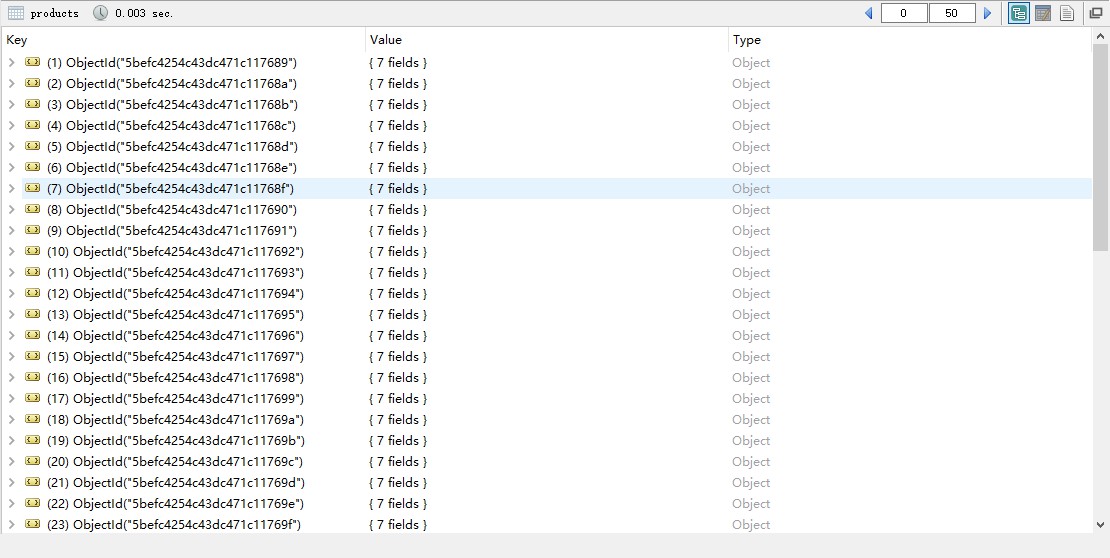 products 0.003 sec. 0 50
Key Value Type
(1) ObjectId("5befc4254c43dc471c117689") { 7 fields } Object
(2) ObjectId("5befc4254c43dc471c11768a") { 7 fields } Object
(3) ObjectId("5befc4254c43dc471c11768b") { 7 fields } Object
(4) ObjectId("5befc4254c43dc471c11768c") { 7 fields } Object
(5) ObjectId("5befc4254c43dc471c11768d") { 7 fields } Object
(6) ObjectId("5befc4254c43dc471c11768e") { 7 fields } Object
(7) ObjectId("5befc4254c43dc471c11768f") { 7 fields } Object
(8) ObjectId("5befc4254c43dc471c117690") { 7 fields } Object
(9) ObjectId("5befc4254c43dc471c117691") { 7 fields } Object
(10) ObjectId("5befc4254c43dc471c117692") { 7 fields } Object
(11) ObjectId("5befc4254c43dc471c117693") { 7 fields } Object
(12) ObjectId("5befc4254c43dc471c117694") { 7 fields } Object
(13) ObjectId("5befc4254c43dc471c117695") { 7 fields } Object
(14) ObjectId("5befc4254c43dc471c117696") { 7 fields } Object
(15) ObjectId("5befc4254c43dc471c117697") { 7 fields } Object
(16) ObjectId("5befc4254c43dc471c117698") { 7 fields } Object
(17) ObjectId("5befc4254c43dc471c117699") { 7 fields } Object
(18) ObjectId("5befc4254c43dc471c11769a") { 7 fields } Object
(19) ObjectId("5befc4254c43dc471c11769b") { 7 fields } Object
(20) ObjectId("5befc4254c43dc471c11769c") { 7 fields } Object
(21) ObjectId("5befc4254c43dc471c11769d") { 7 fields } Object
(22) ObjectId("5befc4254c43dc471c11769e") { 7 fields } Object
(23) ObjectId("5befc4254c43dc471c11769f") { 7 fields } Object